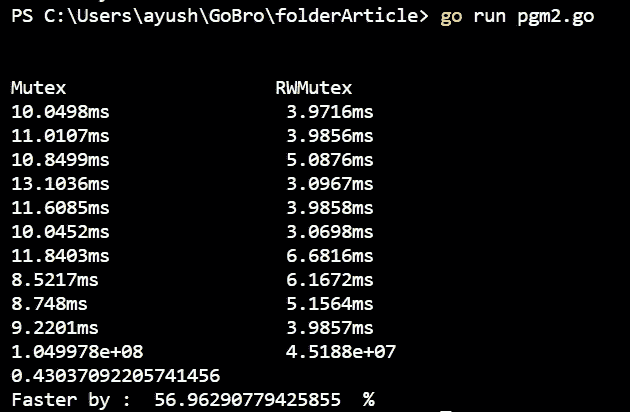 PS C:\Users\ayush\GoBro\folderArticle> go run pgm2.go
Mutex RWMutex
10.0498ms 3.9716ms
11.0107ms 3.9856ms
10.8499ms 5.0876ms
13.1036ms 3.0967ms
11.6085ms 3.9858ms
10.0452ms 3.0698ms
11.8403ms 6.6816ms
8.5217ms 6.1672ms
8.748ms 5.1564ms
9.2201ms 3.9857ms
1.049978e+08 4.5188e+07
0.43037092205741456
Faster by :  56.96290779425855  %